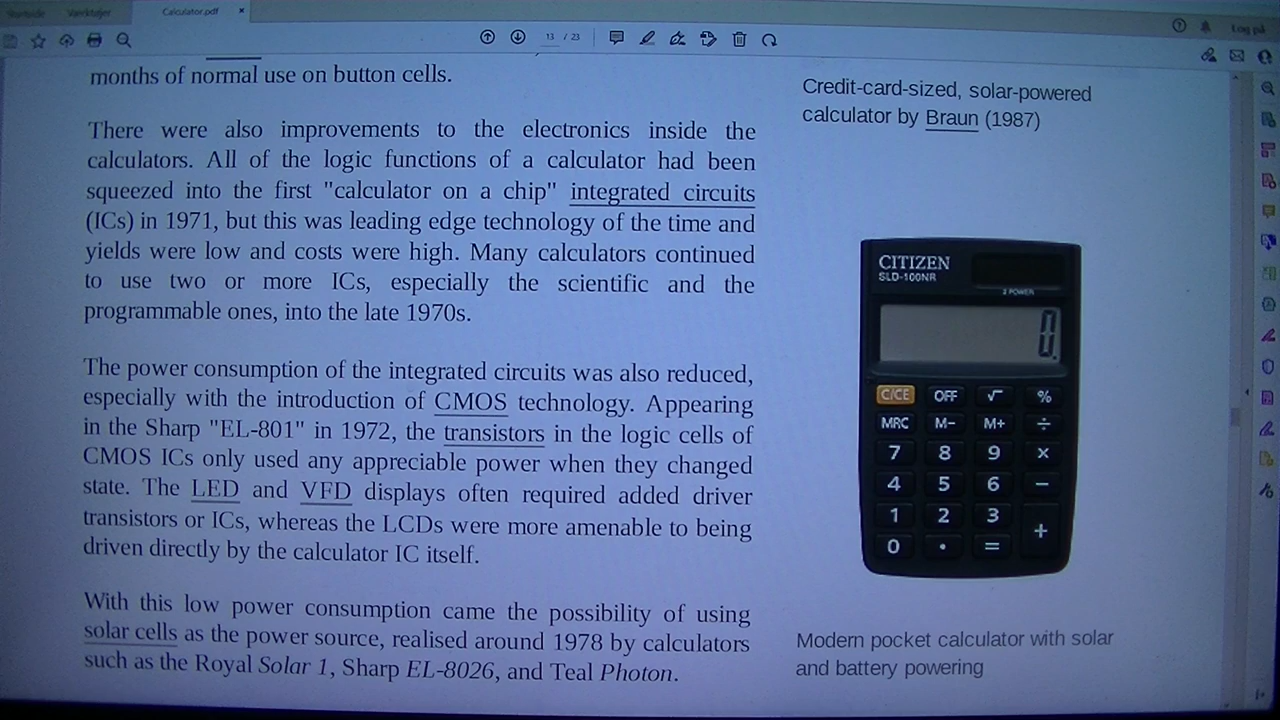 Værktøjer
Calculator.pdf
×
13 / 23
Log på
months of normal use on button cells.
There were also improvements to the electronics inside the
calculators. All of the logic functions of a calculator had been
squeezed into the first "calculator on a chip" integrated circuits
(ICs) in 1971, but this was leading edge technology of the time and
yields were low and costs were high. Many calculators continued
to use two or more ICs, especially the scientific and the
programmable ones, into the late 1970s.
The power consumption of the integrated circuits was also reduced,
especially with the introduction of CMOS technology. Appearing
in the Sharp "EL-801" in 1972, the transistors in the logic cells of
CMOS ICs only used any appreciable power when they changed
state. The LED and VFD displays often required added driver
transistors or ICs, whereas the LCDs were more amenable to being
driven directly by the calculator IC itself.
With this low power consumption came the possibility of using
solar cells as the power source, realised around 1978 by calculators
such as the Royal Solar 1, Sharp EL-8026, and Teal Photon.
Credit-card-sized, solar-powered
calculator by Braun (1987)
CITIZEN
SLD-100NR
2 POWER
0.
C/CE OFF √ %
MRC M− M+ ÷
7 8 9 ×
4 5 6 −
1 2 3 +
0 • =
Modern pocket calculator with solar
and battery powering